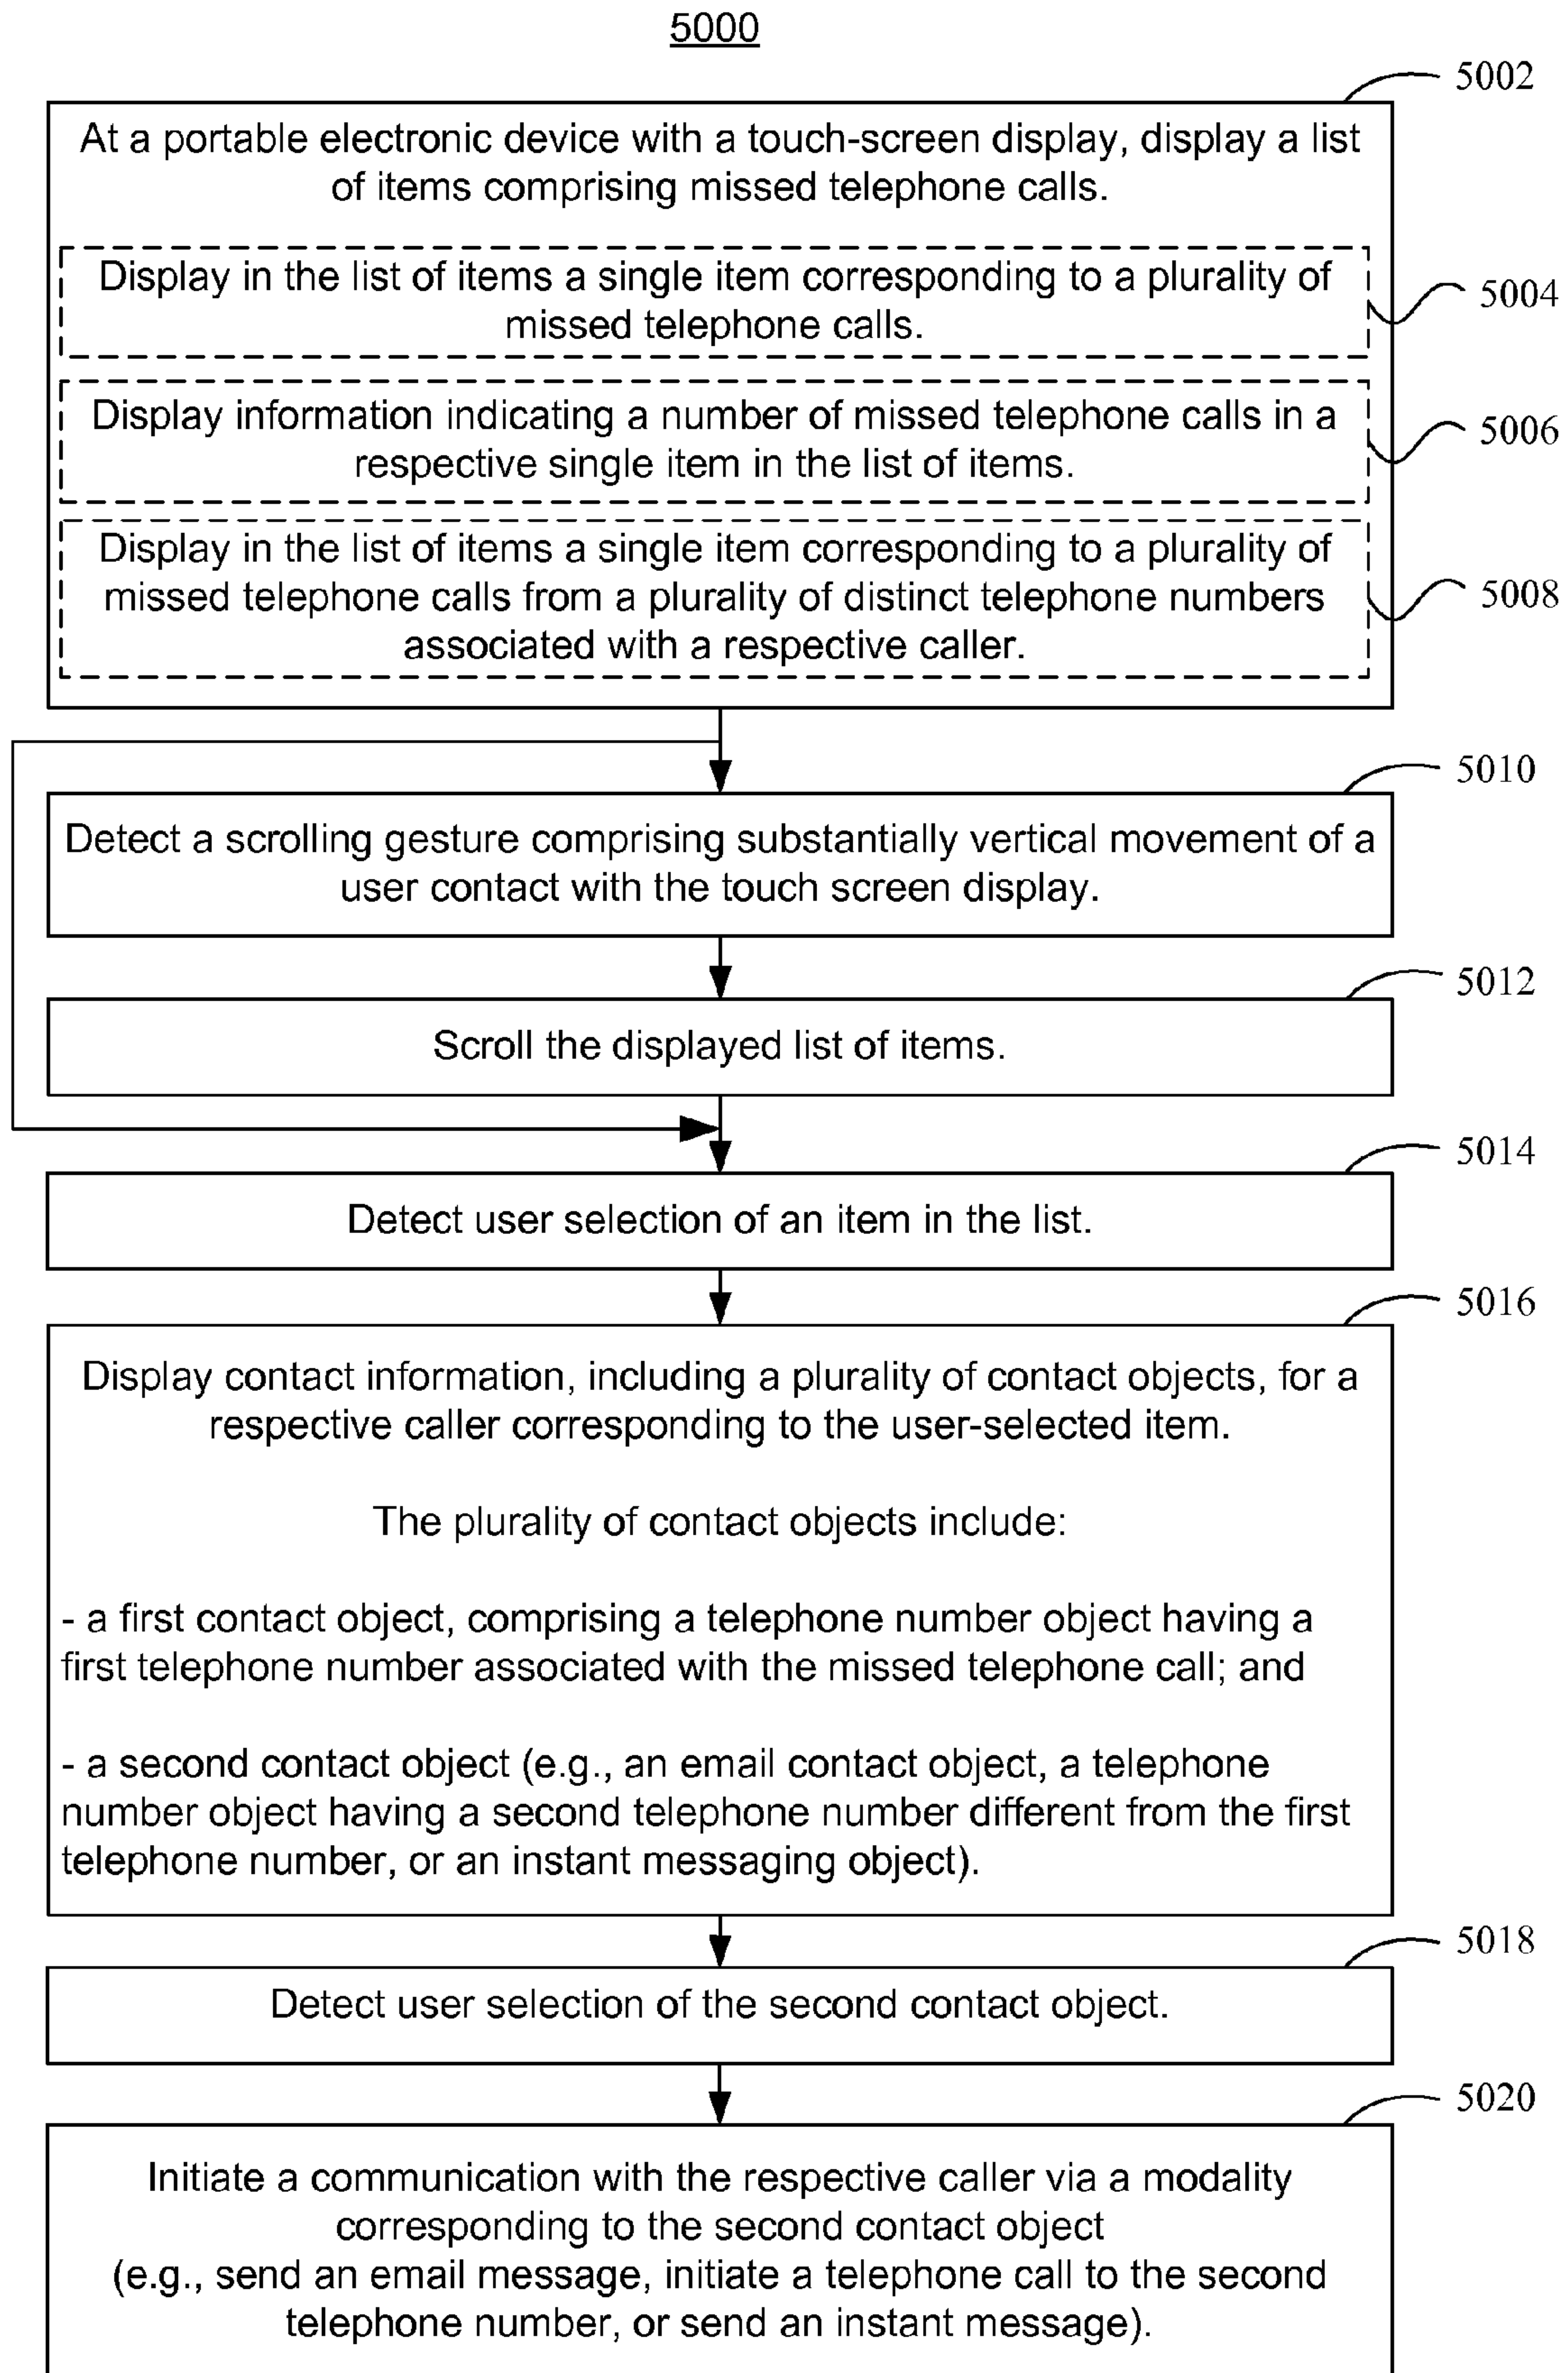 5000
5002
At a portable electronic device with a touch-screen display, display a list
of items comprising missed telephone calls.
Display in the list of items a single item corresponding to a plurality of
missed telephone calls.
5004
Display information indicating a number of missed telephone calls in a
respective single item in the list of items.
5006
Display in the list of items a single item corresponding to a plurality of
missed telephone calls from a plurality of distinct telephone numbers
associated with a respective caller.
5008
5010
Detect a scrolling gesture comprising substantially vertical movement of a
user contact with the touch screen display.
5012
Scroll the displayed list of items.
5014
Detect user selection of an item in the list.
5016
Display contact information, including a plurality of contact objects, for a
respective caller corresponding to the user-selected item.
The plurality of contact objects include:
- a first contact object, comprising a telephone number object having a
first telephone number associated with the missed telephone call; and
- a second contact object (e.g., an email contact object, a telephone
number object having a second telephone number different from the first
telephone number, or an instant messaging object).
5018
Detect user selection of the second contact object.
5020
Initiate a communication with the respective caller via a modality
corresponding to the second contact object
(e.g., send an email message, initiate a telephone call to the second
telephone number, or send an instant message).